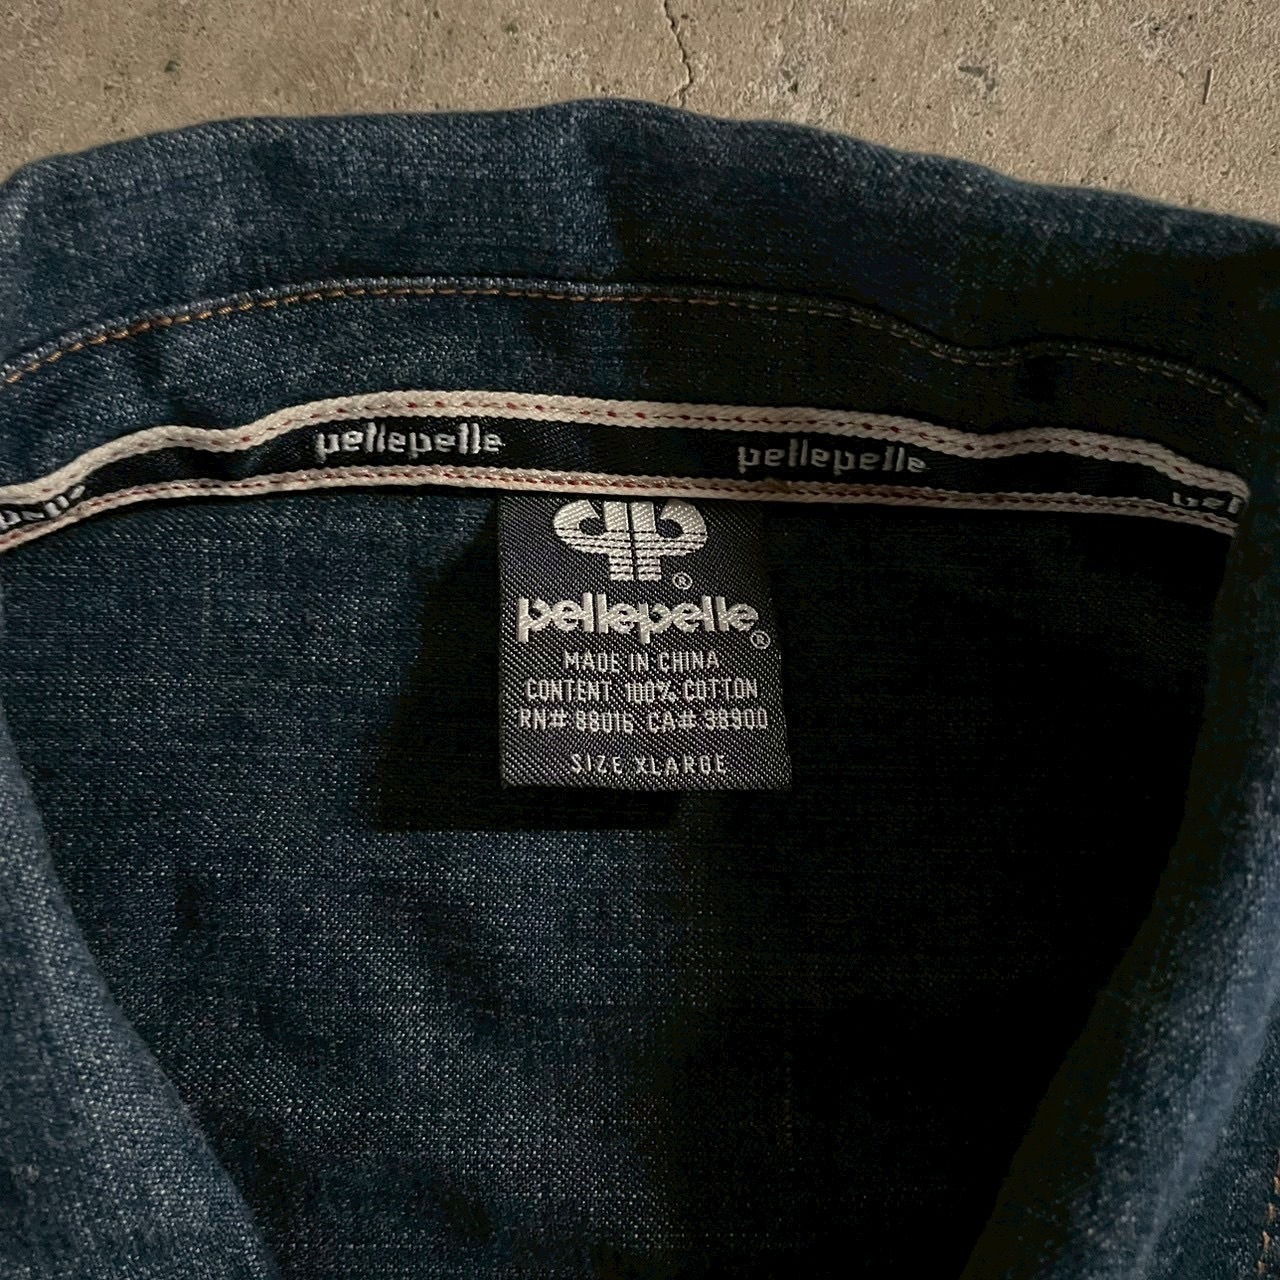 pellepelle pellepelle
®
pellepelle®
MADE IN CHINA
CONTENT 100% COTTON
RN# 88016 CA# 38900
SIZE XLARGE